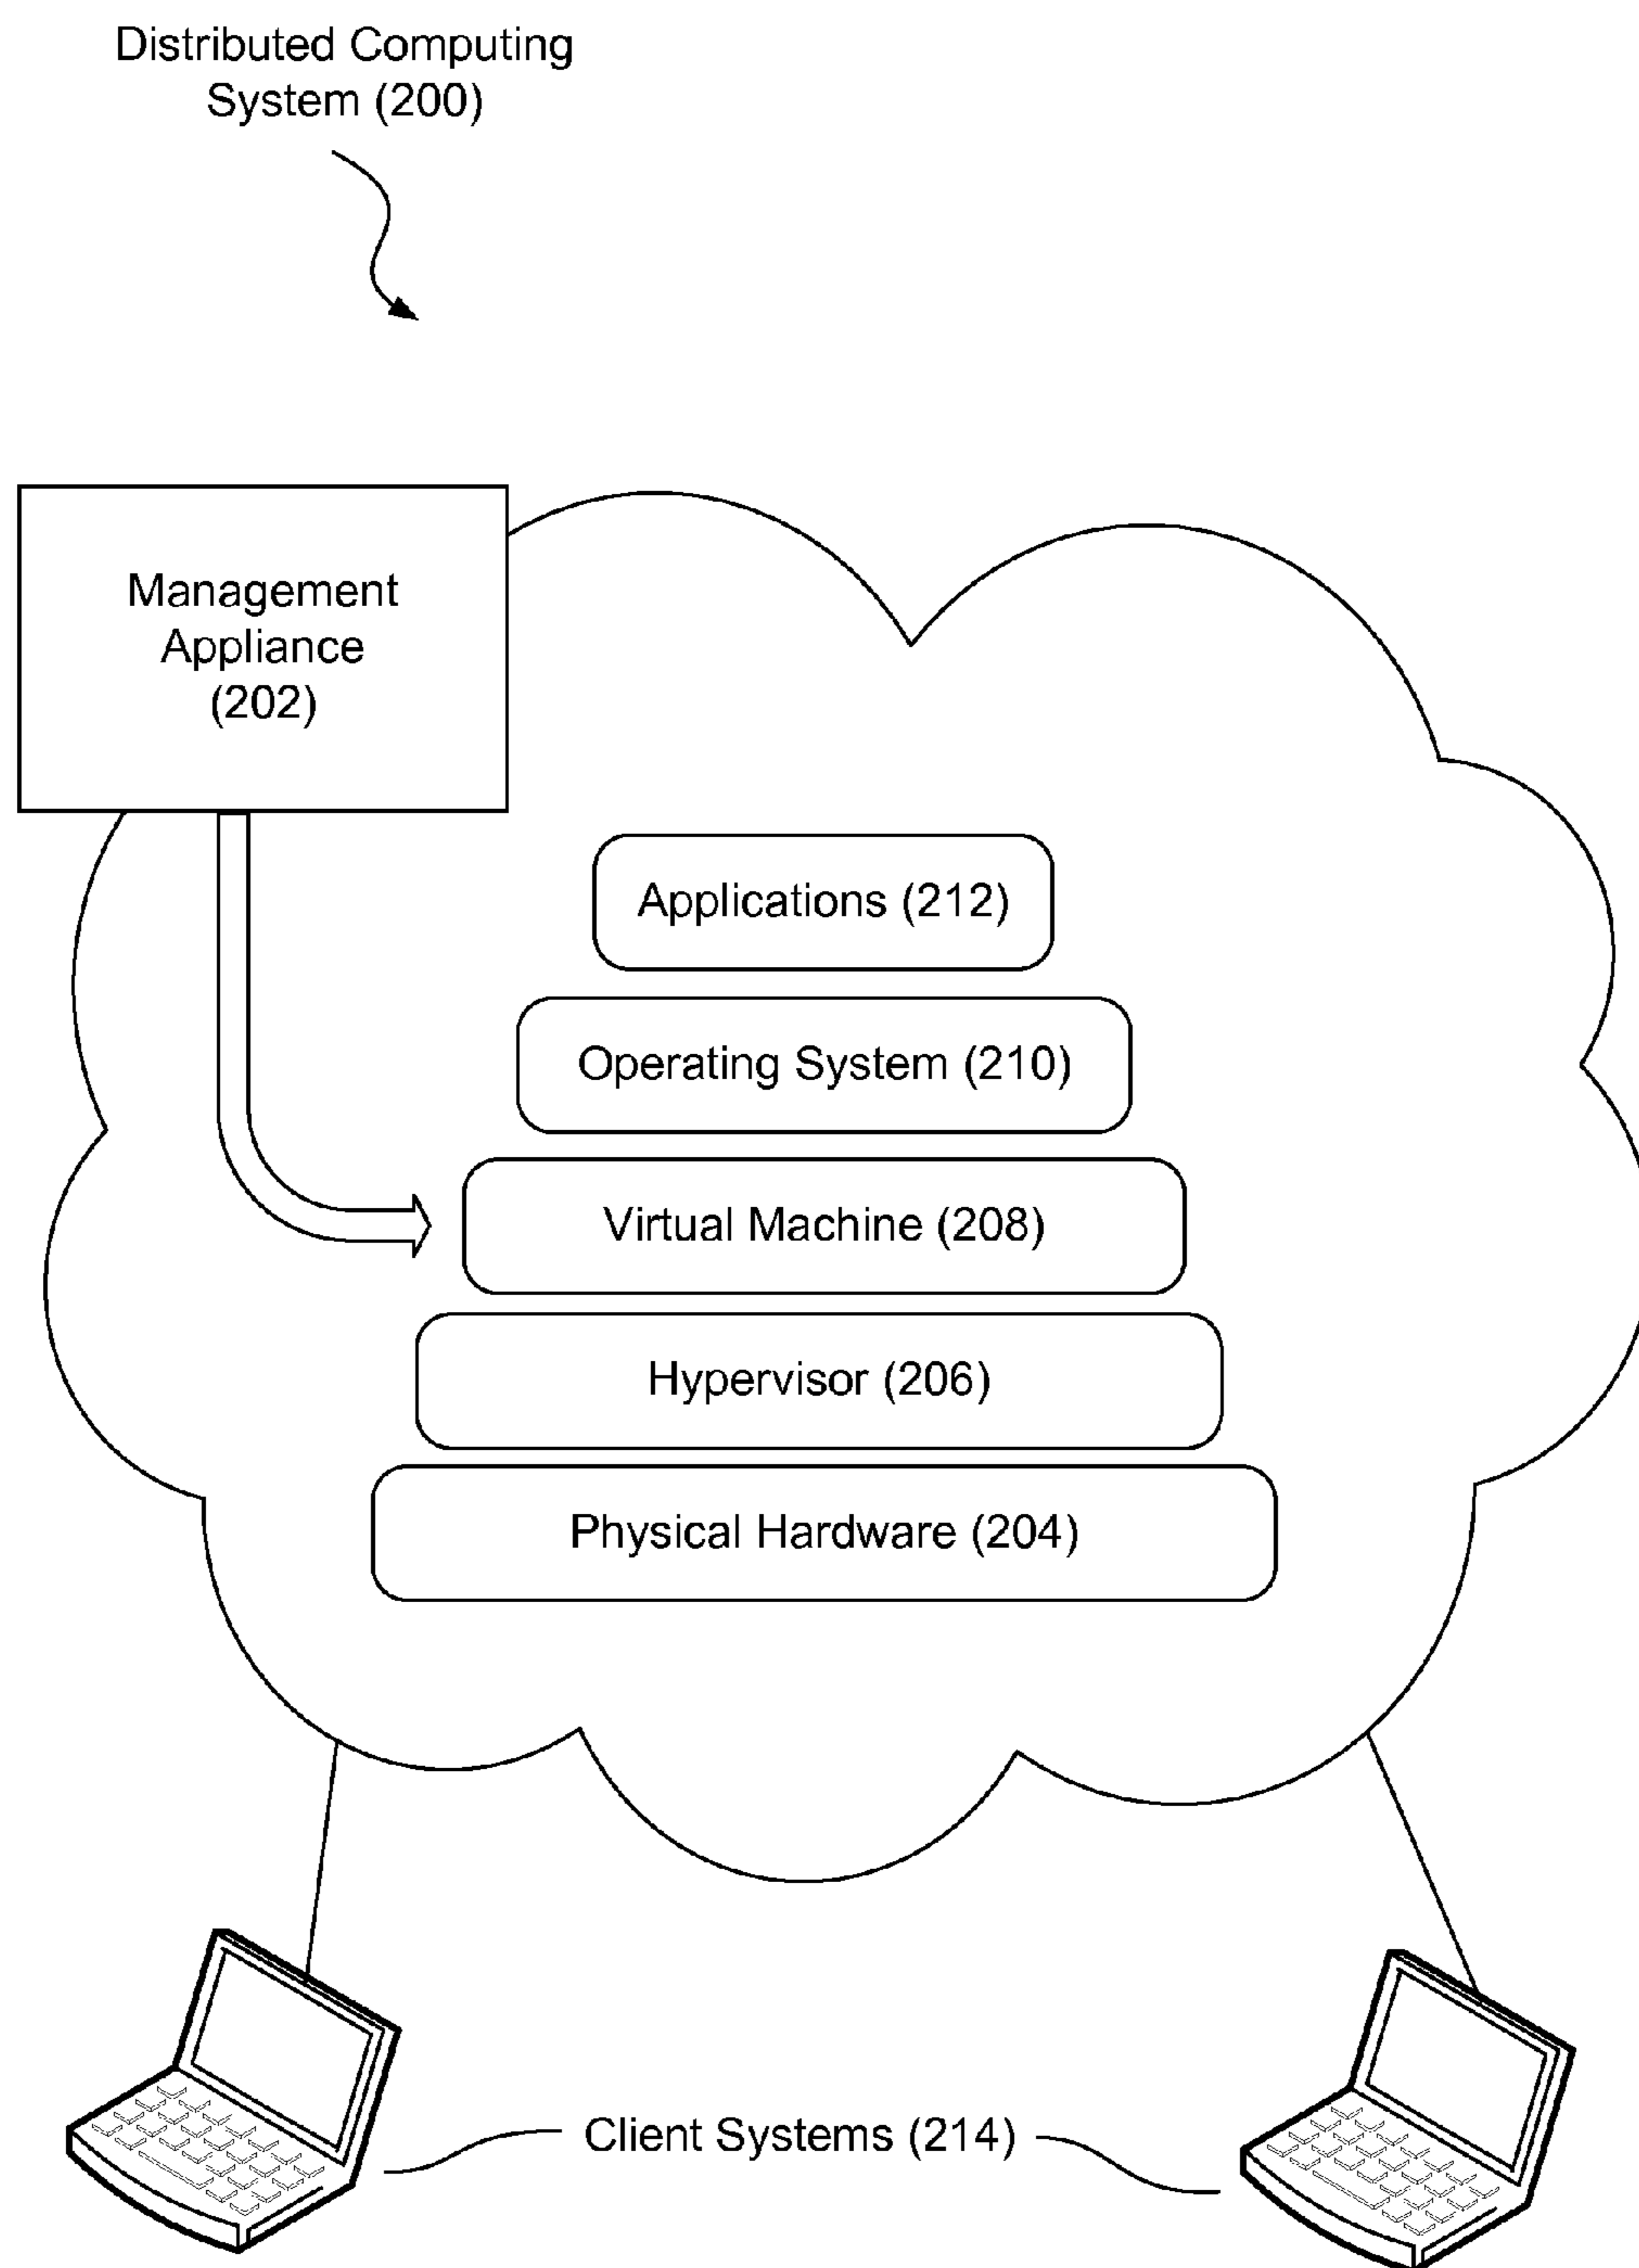 Distributed Computing
System (200)
Management
Appliance
(202)
Applications (212)
Operating System (210)
Virtual Machine (208)
Hypervisor (206)
Physical Hardware (204)
Client Systems (214)